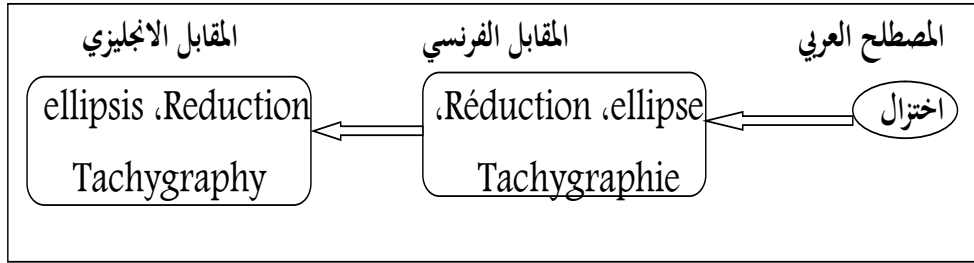 المصطلح العربي المقابل الفرنسي المقابل الانجليزي
اختزال
ellipse، Réduction،
Tachygraphie
Reduction، ellipsis
Tachygraphy